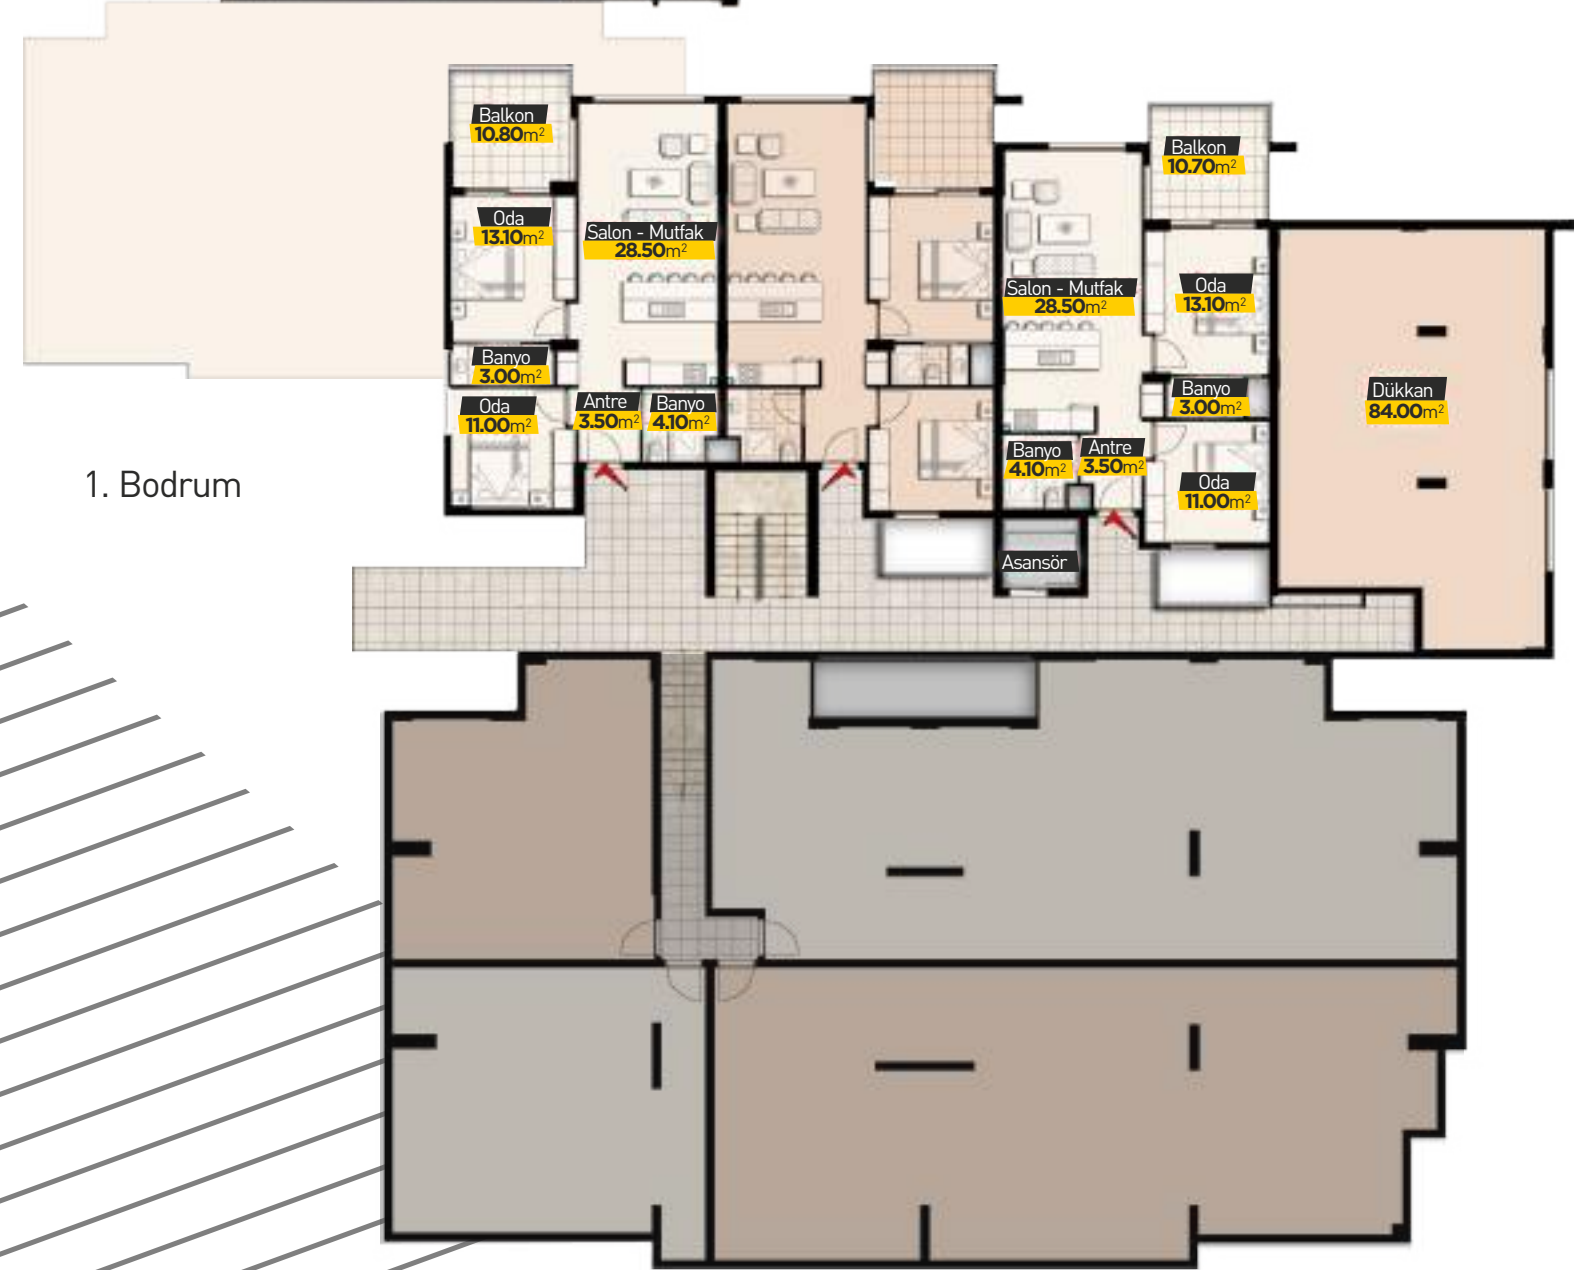 Balkon
10.80m²
Oda
13.10m²
Salon - Mutfak
28.50m²
Banyo
3.00m²
Oda
11.00m²
Antre
3.50m²
Banyo
4.10m²
Balkon
10.70m²
Salon - Mutfak
28.50m²
Oda
13.10m²
Banyo
3.00m²
Banyo
4.10m²
Antre
3.50m²
Oda
11.00m²
Dükkan
84.00m²
Asansör
1. Bodrum